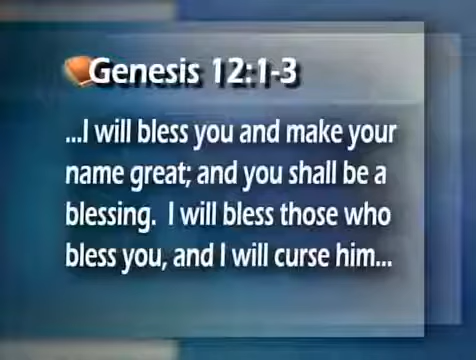 Genesis 12:1-3
...I will bless you and make your
name great; and you shall be a
blessing. I will bless those who
bless you, and I will curse him...